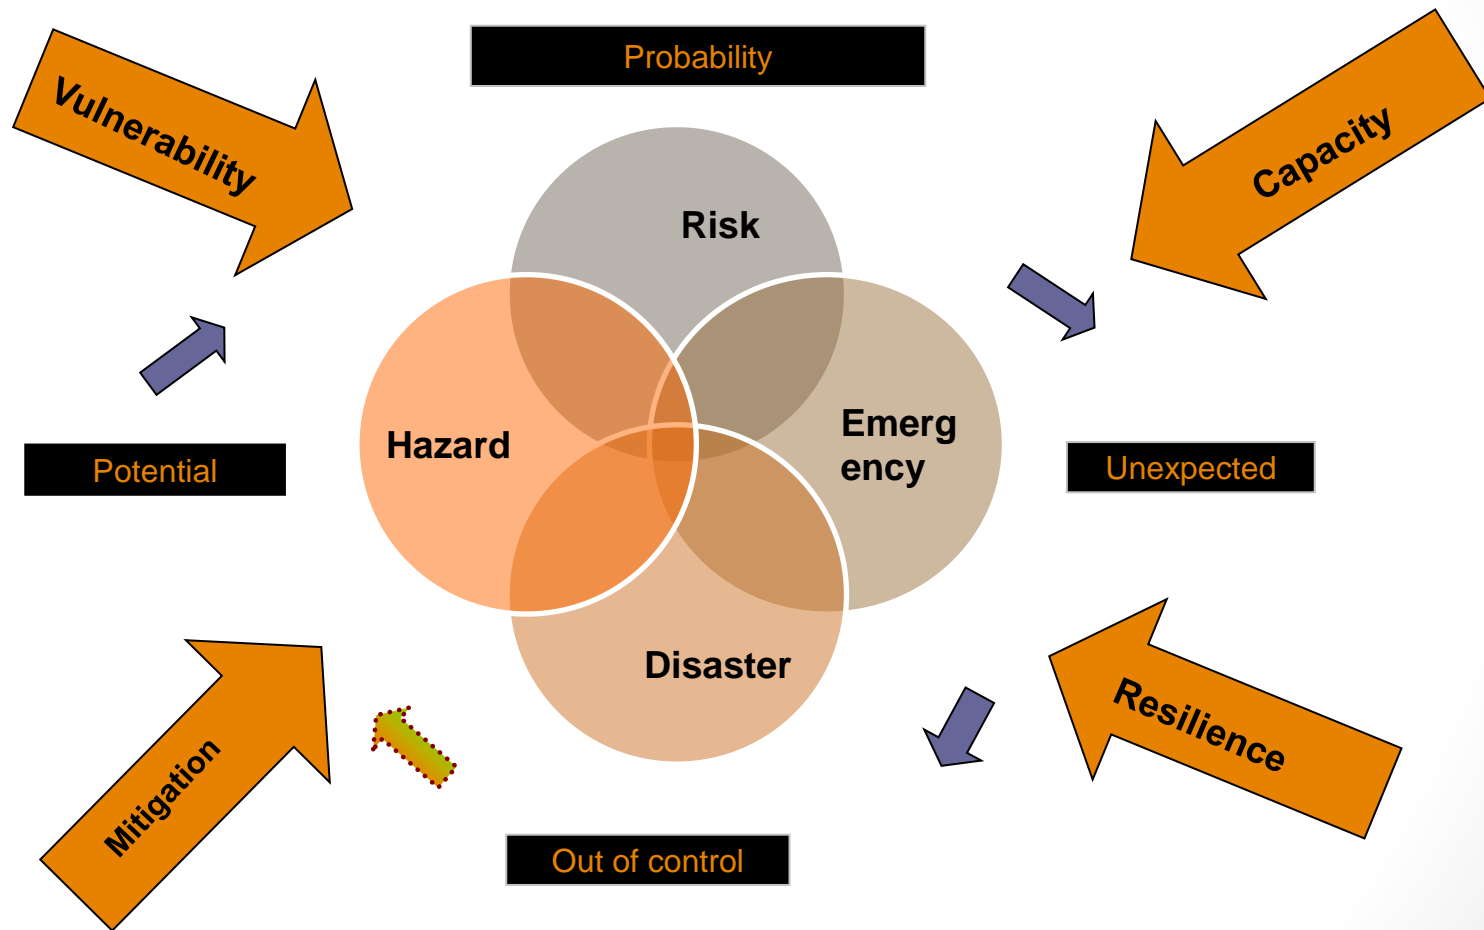 Probability
Vulnerability
Capacity
Risk
Hazard
Emerg
ency
Potential
Unexpected
Disaster
Resilience
Mitigation
Out of control